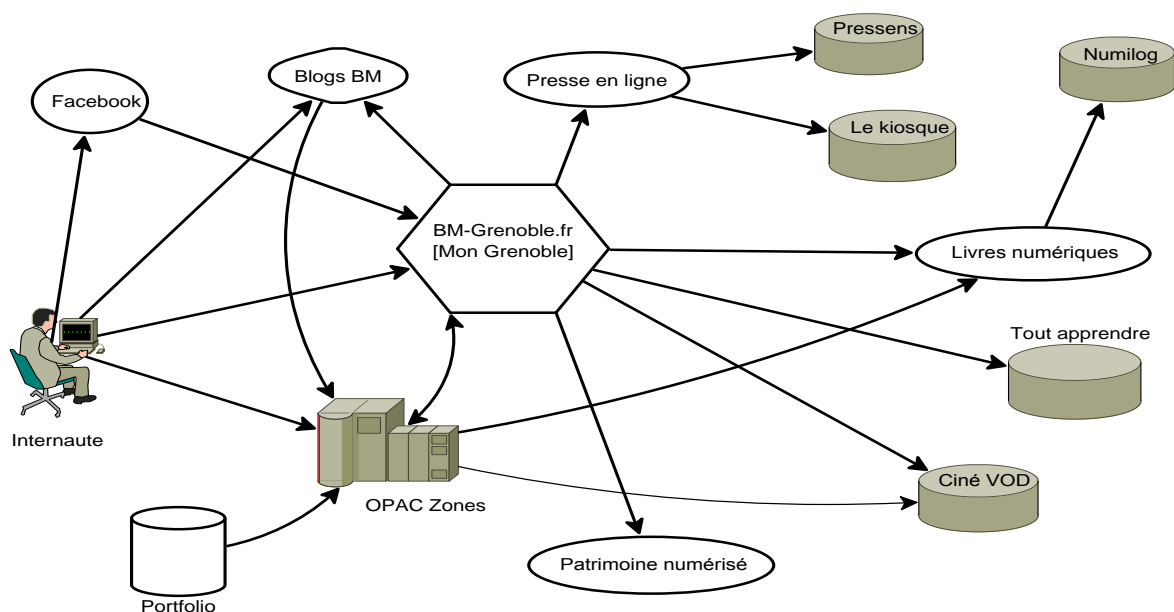 Pressens
Numilog
Blogs BM
Presse en ligne
Facebook
Le kiosque
BM-Grenoble.fr
[Mon Grenoble]
Livres numériques
Tout apprendre
Internaute
OPAC Zones
Ciné VOD
Patrimoine numérisé
Portfolio